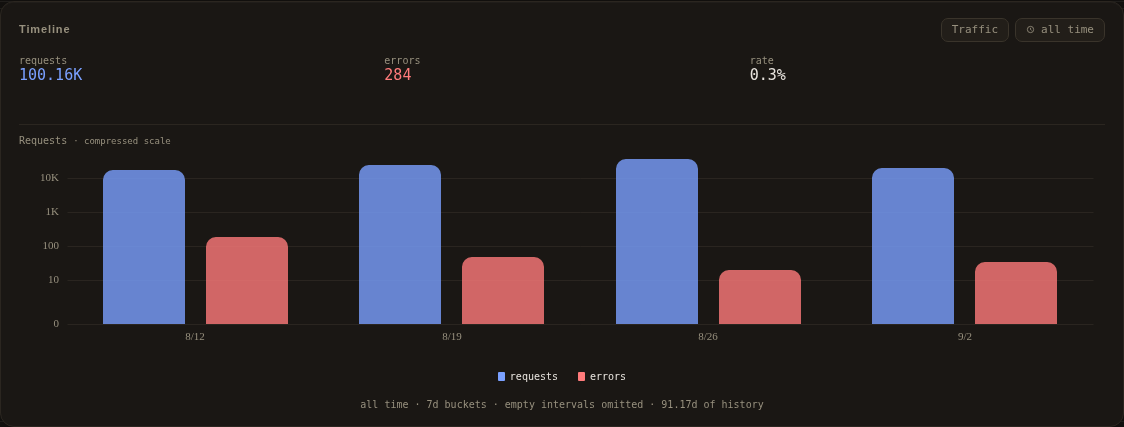 Timeline
Traffic
all time
requests
errors
rate
100.16K
284
0.3%
Requests · compressed scale
10K
1K
100
10
0
8/12
8/19
8/26
9/2
requests
errors
all time · 7d buckets · empty intervals omitted · 91.17d of history